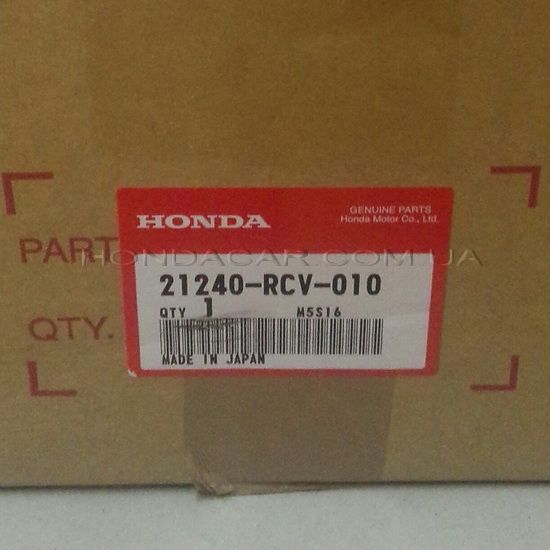 HONDA
GENUINE PARTS
Honda Motor Co., Ltd.
PART
HONDACAR.COM.UA
21240-RCV-010
QTY 1 M5S16
QTY.
MADE IN JAPAN